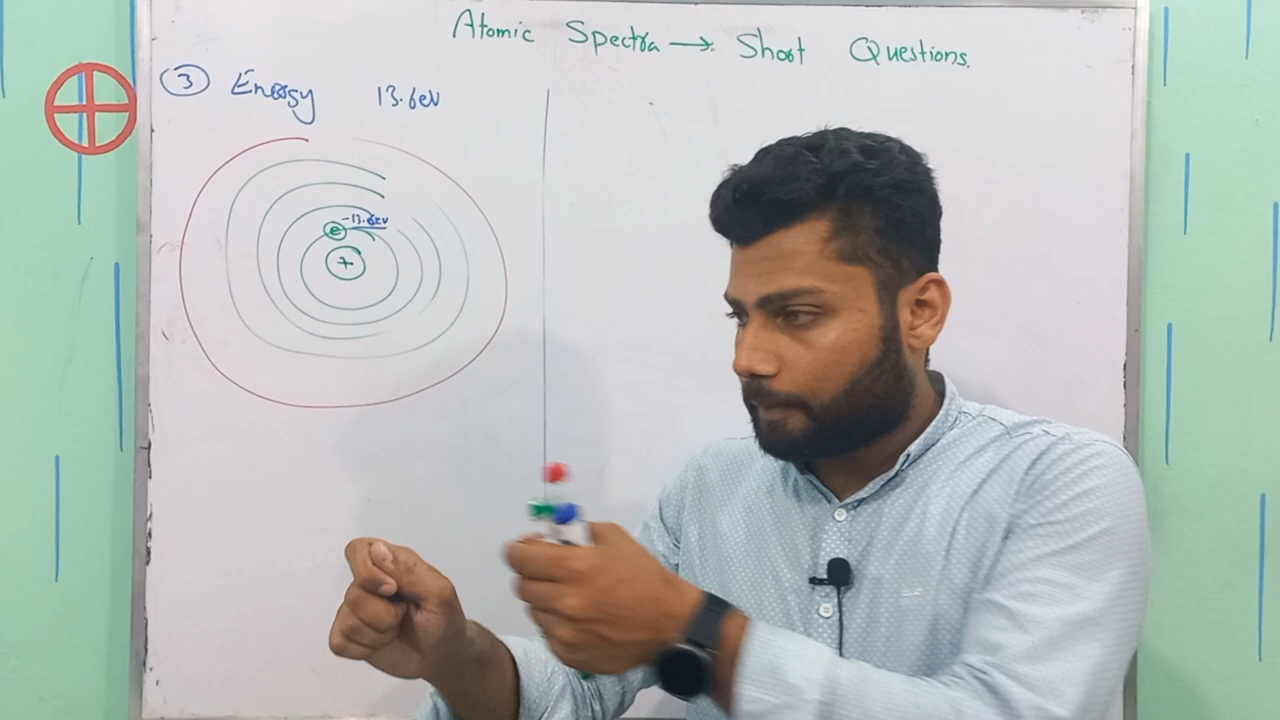 Atomic Spectra → Short Questions.
③ Energy 13.6eV
-13.6eV
e
+